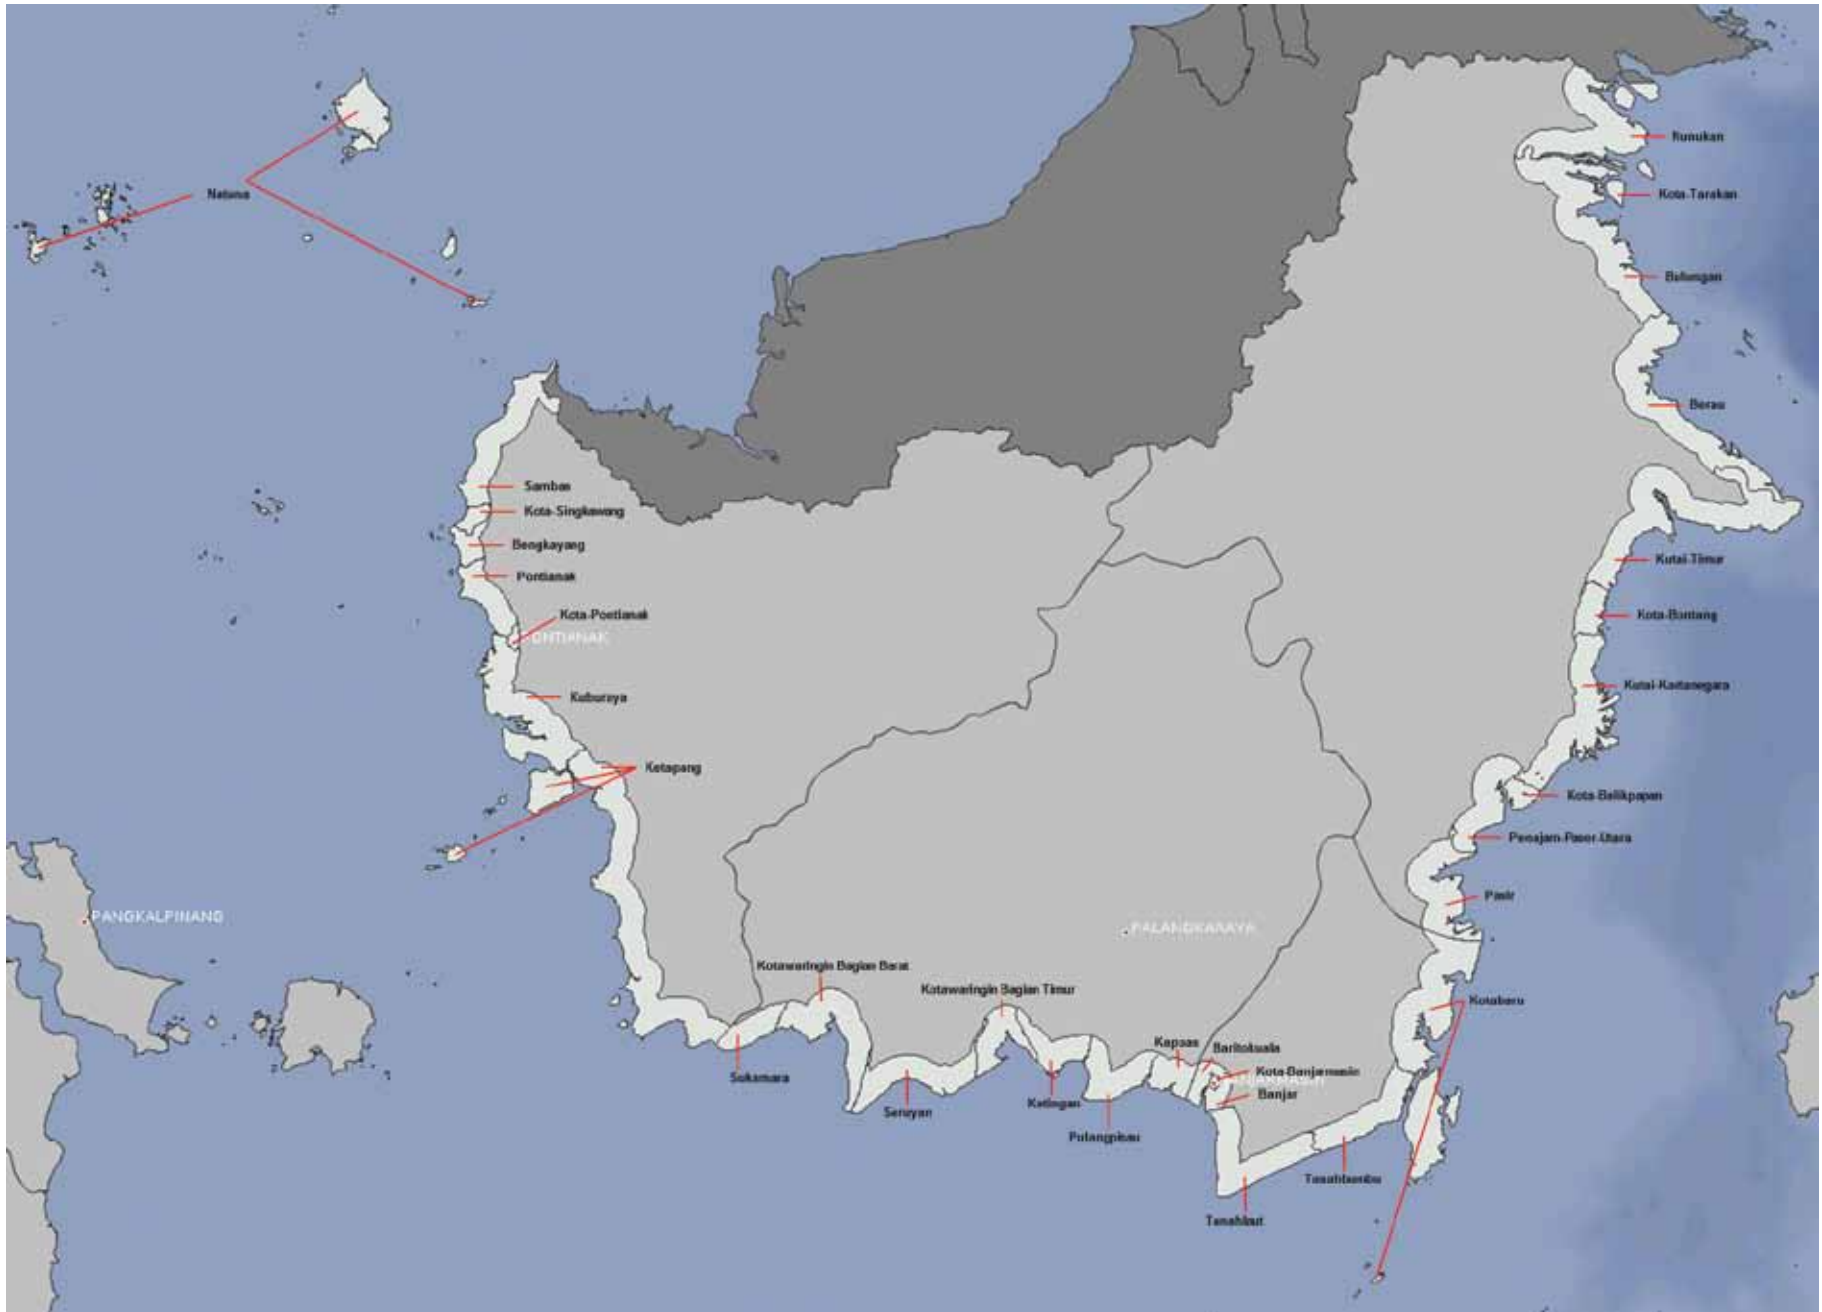 Nunukan
Kota-Tarakan
Natuna
Bulungan
Berau
Sambas
Kota-Singkawang
Bengkayang
Kutai-Timur
Pontianak
Kota-Pontianak
Kota-Bontang
PONTIANAK
Kutai-Kartanegara
Kuburaya
Ketapang
Kota-Balikpapan
Penajam-Paser-Utara
Pasir
PANGKALPINANG
PALANGKARAYA
Kotawaringin Bagian Barat
Kotawaringin Bagian Timur
Kotabaru
Kapuas
Baritokuala
Kota-Banjarmasin
Sukamara
BANJARMASIN
Banjar
Katingan
Seruyan
Pulangpisau
Tanahbumbu
Tanahlaut